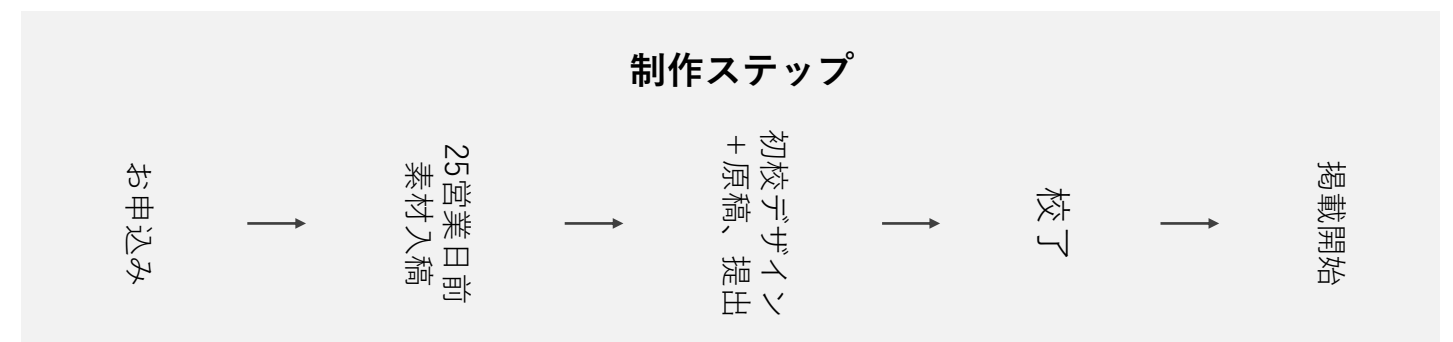 制作ステップ
お申込み
25営業日前
素材入稿
初校デザイン
+原稿、提出
校了
掲載開始